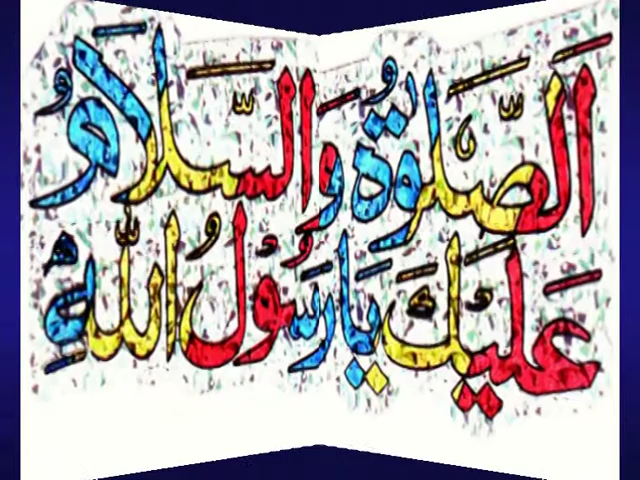 اَلصَّلٰوةُ وَالسَّلَامُ
عَلَيْكَ يَارَسُوْلُ اللّٰهِ